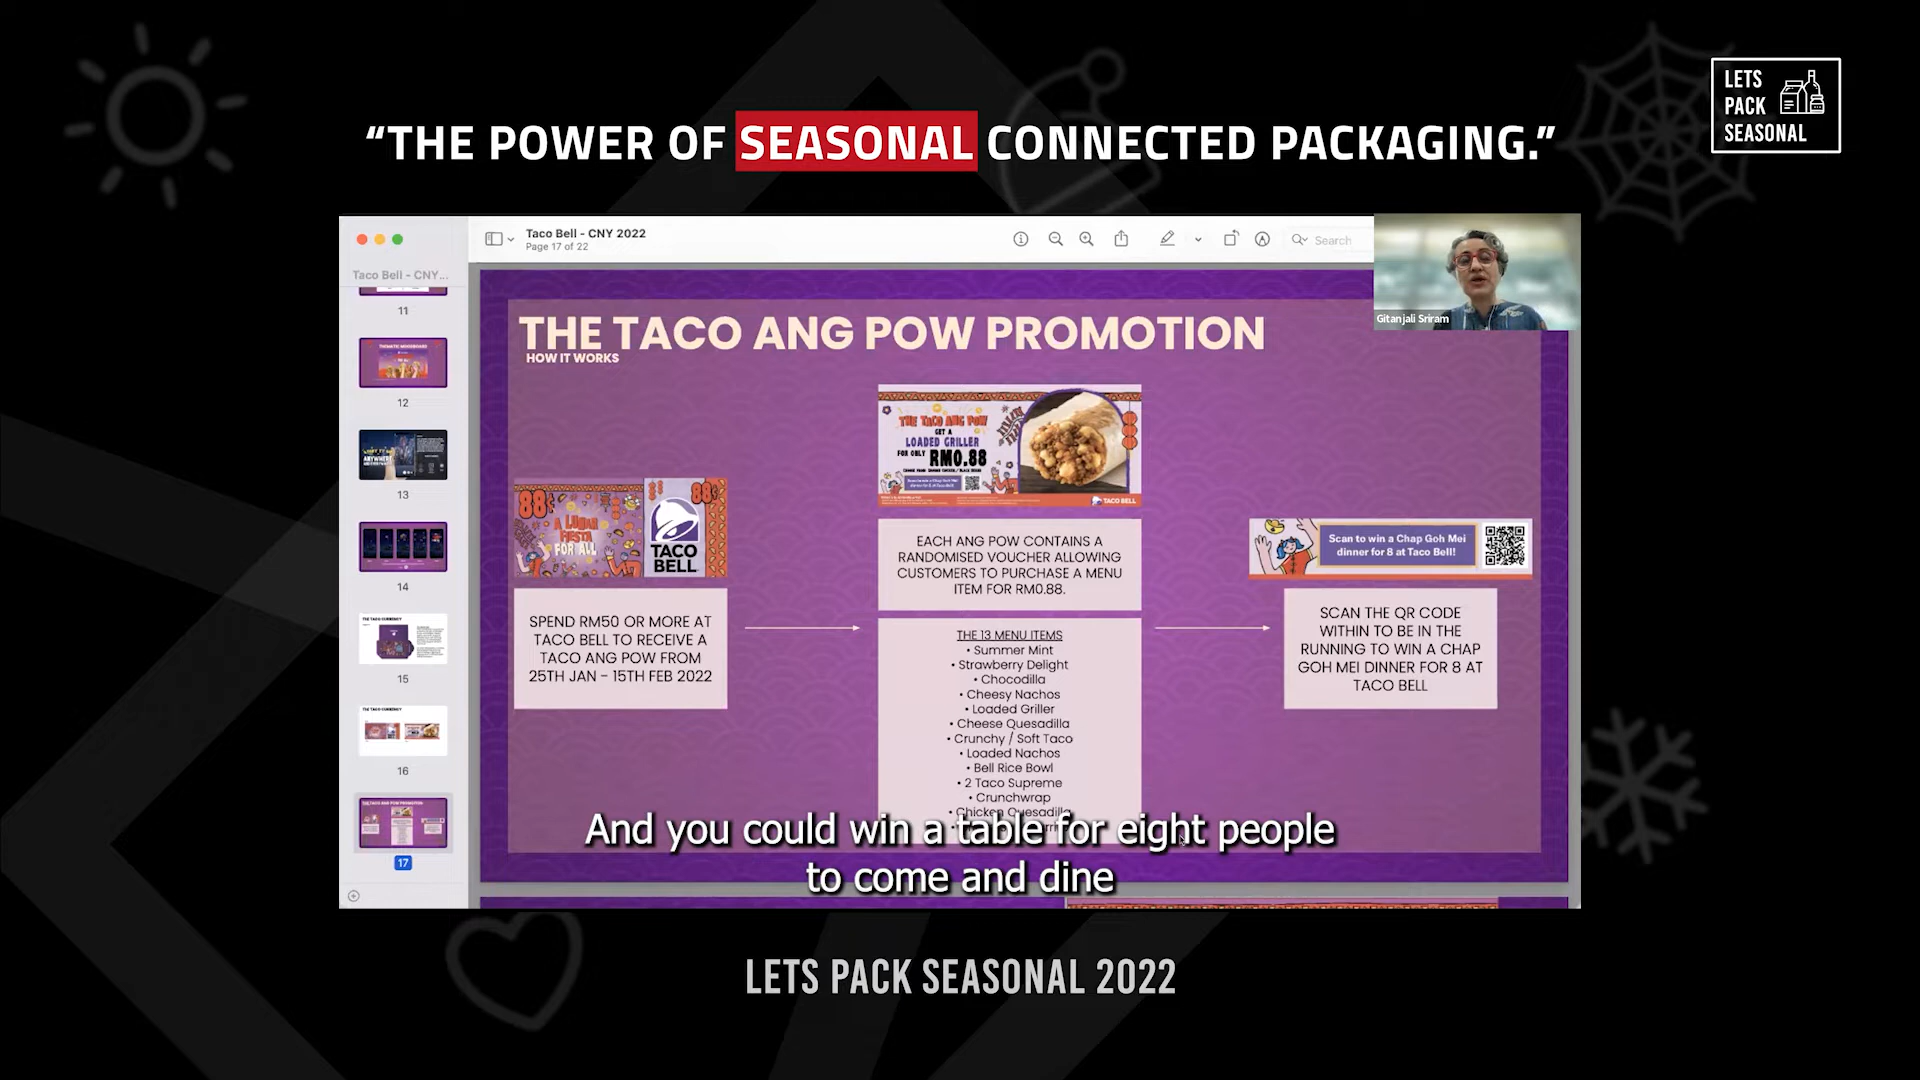 “THE POWER OF SEASONAL CONNECTED PACKAGING.”
LETS
PACK
SEASONAL
Taco Bell - CNY 2022
Page 17 of 22
Search
Taco Bell - CNY...
11
12
13
14
15
16
17
Gitanjali Sriram
THE TACO ANG POW PROMOTION
HOW IT WORKS
88¢
88¢
A LUNAR
FIESTA
FOR ALL
TACO
BELL
SPEND RM50 OR MORE AT
TACO BELL TO RECEIVE A
TACO ANG POW FROM
25TH JAN – 15TH FEB 2022
THE TACO ANG POW
GET A
LOADED GRILLER
FOR ONLY RM0.88
TACO BELL
EACH ANG POW CONTAINS A
RANDOMISED VOUCHER ALLOWING
CUSTOMERS TO PURCHASE A MENU
ITEM FOR RM0.88.
THE 13 MENU ITEMS
• Summer Mint
• Strawberry Delight
• Chocodilla
• Cheesy Nachos
• Loaded Griller
• Cheese Quesadilla
• Crunchy / Soft Taco
• Loaded Nachos
• Bell Rice Bowl
• 2 Taco Supreme
• Crunchwrap
• Chicken Quesadilla
Scan to win a Chap Goh Mei
dinner for 8 at Taco Bell!
SCAN THE QR CODE
WITHIN TO BE IN THE
RUNNING TO WIN A CHAP
GOH MEI DINNER FOR 8 AT
TACO BELL
And you could win a table for eight people
to come and dine
LETS PACK SEASONAL 2022